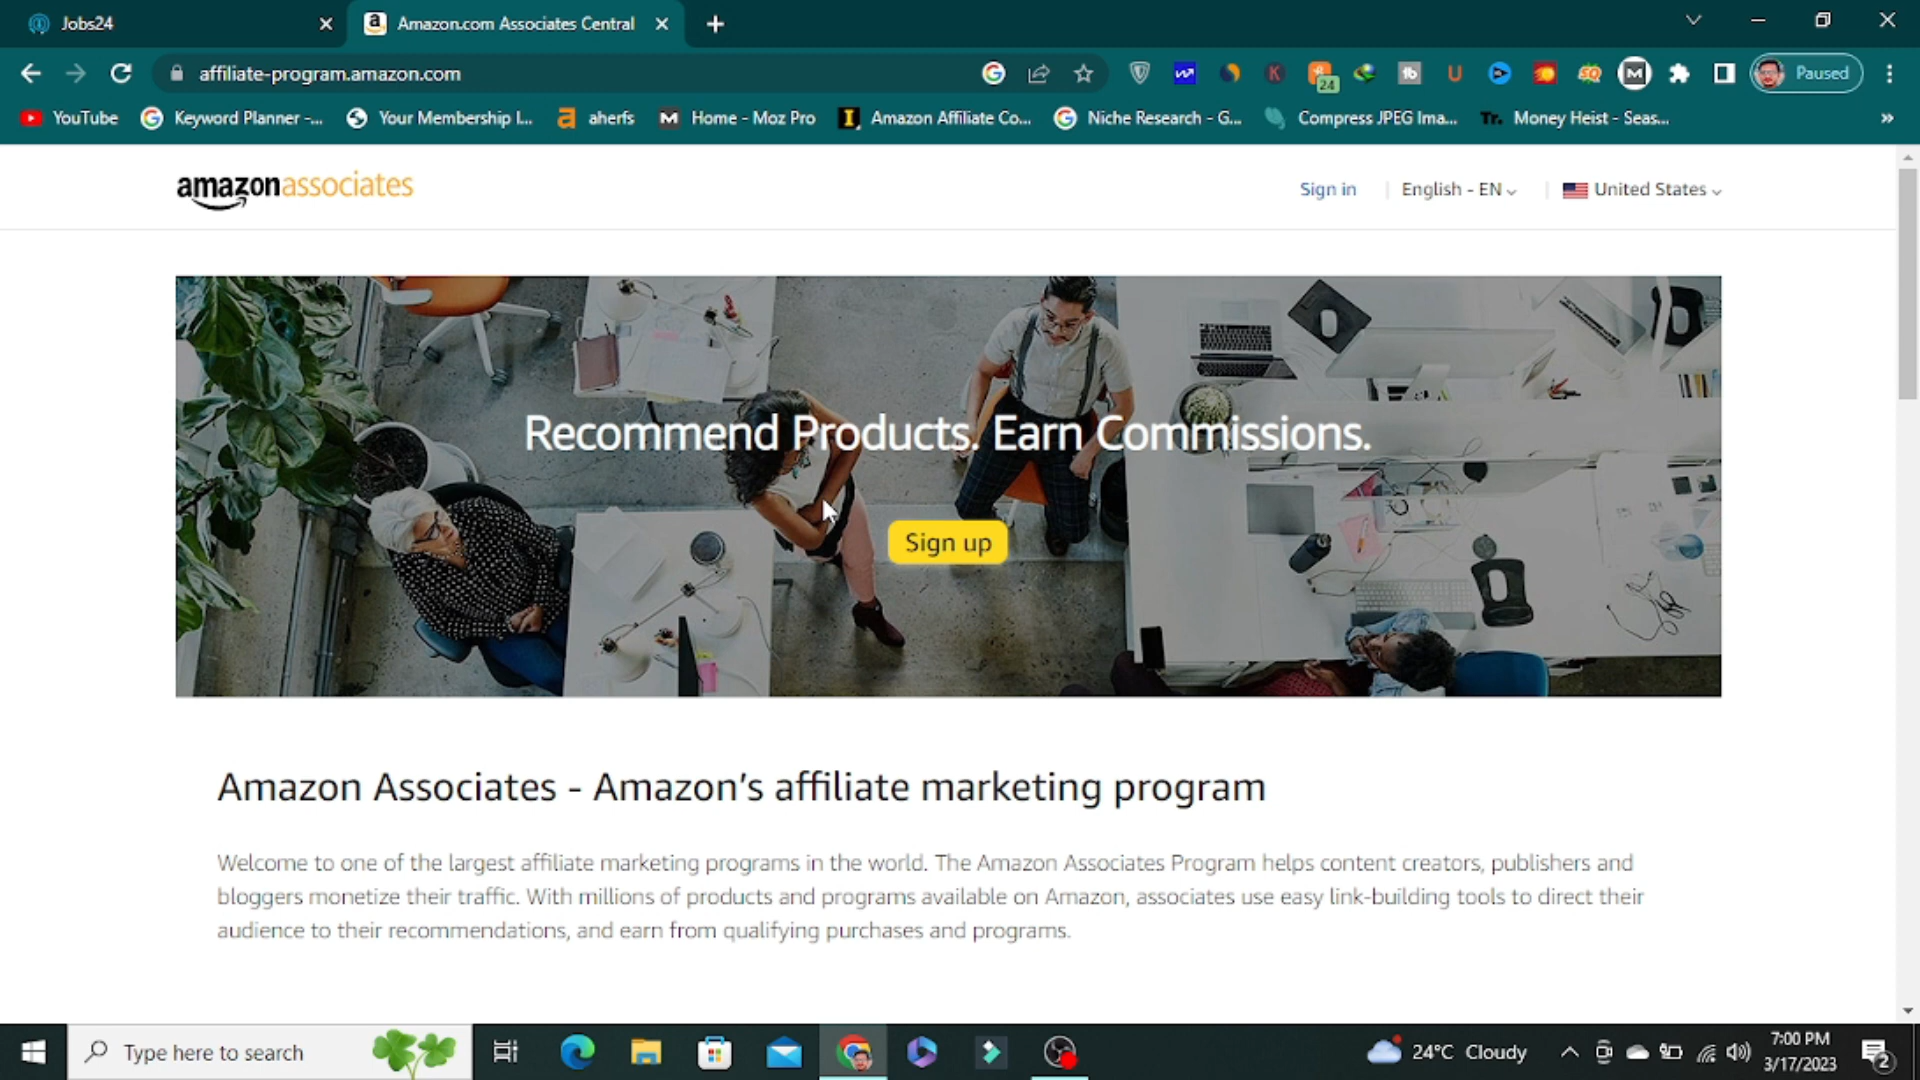 Jobs24
Amazon.com Associates Central
affiliate-program.amazon.com
24
Paused
YouTube
Keyword Planner -...
Your Membership I...
aherfs
Home - Moz Pro
Amazon Affiliate Co...
Niche Research - G...
Compress JPEG Ima...
Tr.
Money Heist - Seas...
»
amazonassociates
Sign in
English - EN
United States
Recommend Products. Earn Commissions.
Sign up
Amazon Associates - Amazon’s affiliate marketing program
Welcome to one of the largest affiliate marketing programs in the world. The Amazon Associates Program helps content creators, publishers and
bloggers monetize their traffic. With millions of products and programs available on Amazon, associates use easy link-building tools to direct their
audience to their recommendations, and earn from qualifying purchases and programs.
Type here to search
24°C Cloudy
7:00 PM
3/17/2023
2